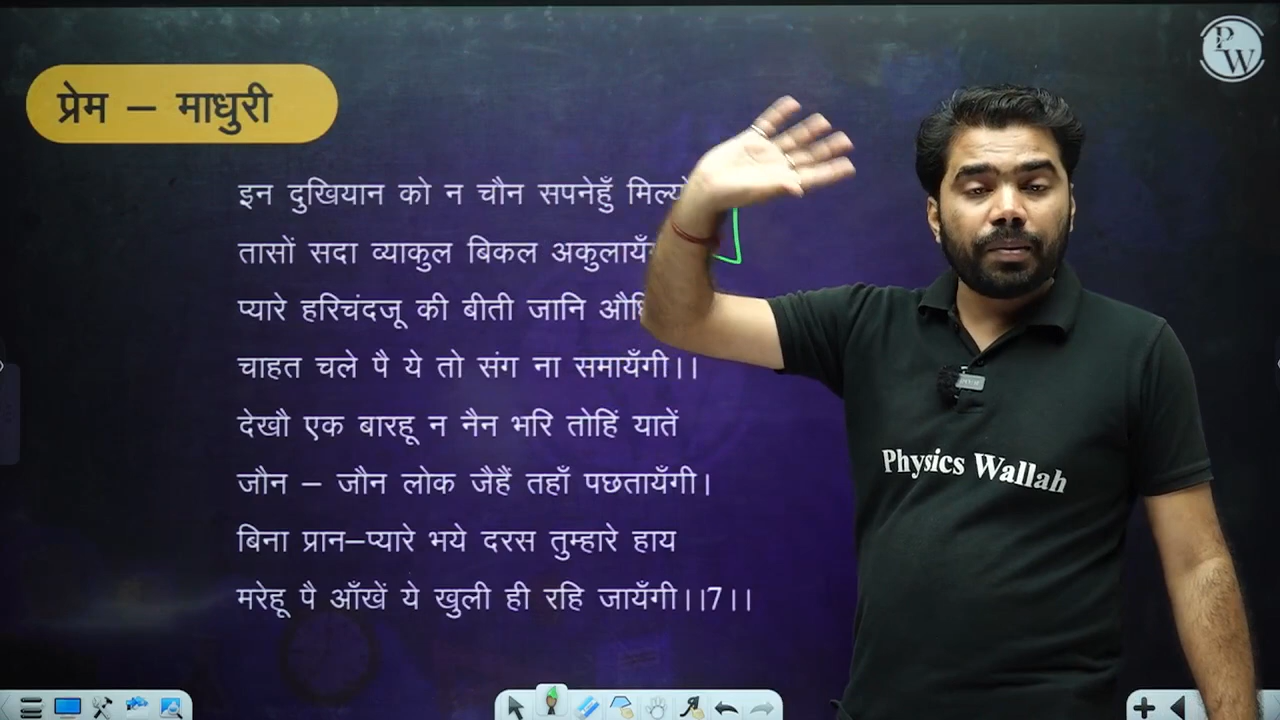 PW
प्रेम – माधुरी
इन दुखियान को न चौन सपनेहुँ
तासों सदा व्याकुल बिकल
प्यारे हरिचंदजू की बीती जानि
चाहत चले पै ये तो संग ना समायँगी।।
देखौ एक बारहू न नैन भरि तोहिं यातें
जौन – जौन लोक जैहैं तहाँ पछतायँगी।
बिना प्रान–प्यारे भये दरस तुम्हारे हाय
मरेहू पै आँखें ये खुली ही रहि जायँगी।।7।।
Physics Wallah